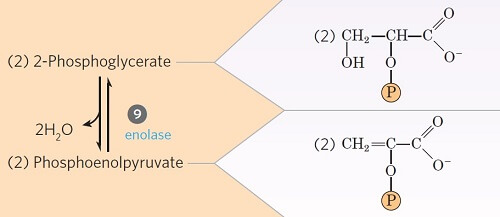 (2) 2-Phosphoglycerate
9
enolase
2H₂O
(2) Phosphoenolpyruvate
(2) CH₂—CH—C
O
O⁻
OH
O
P
(2) CH₂=C—C
O
O⁻
O
P